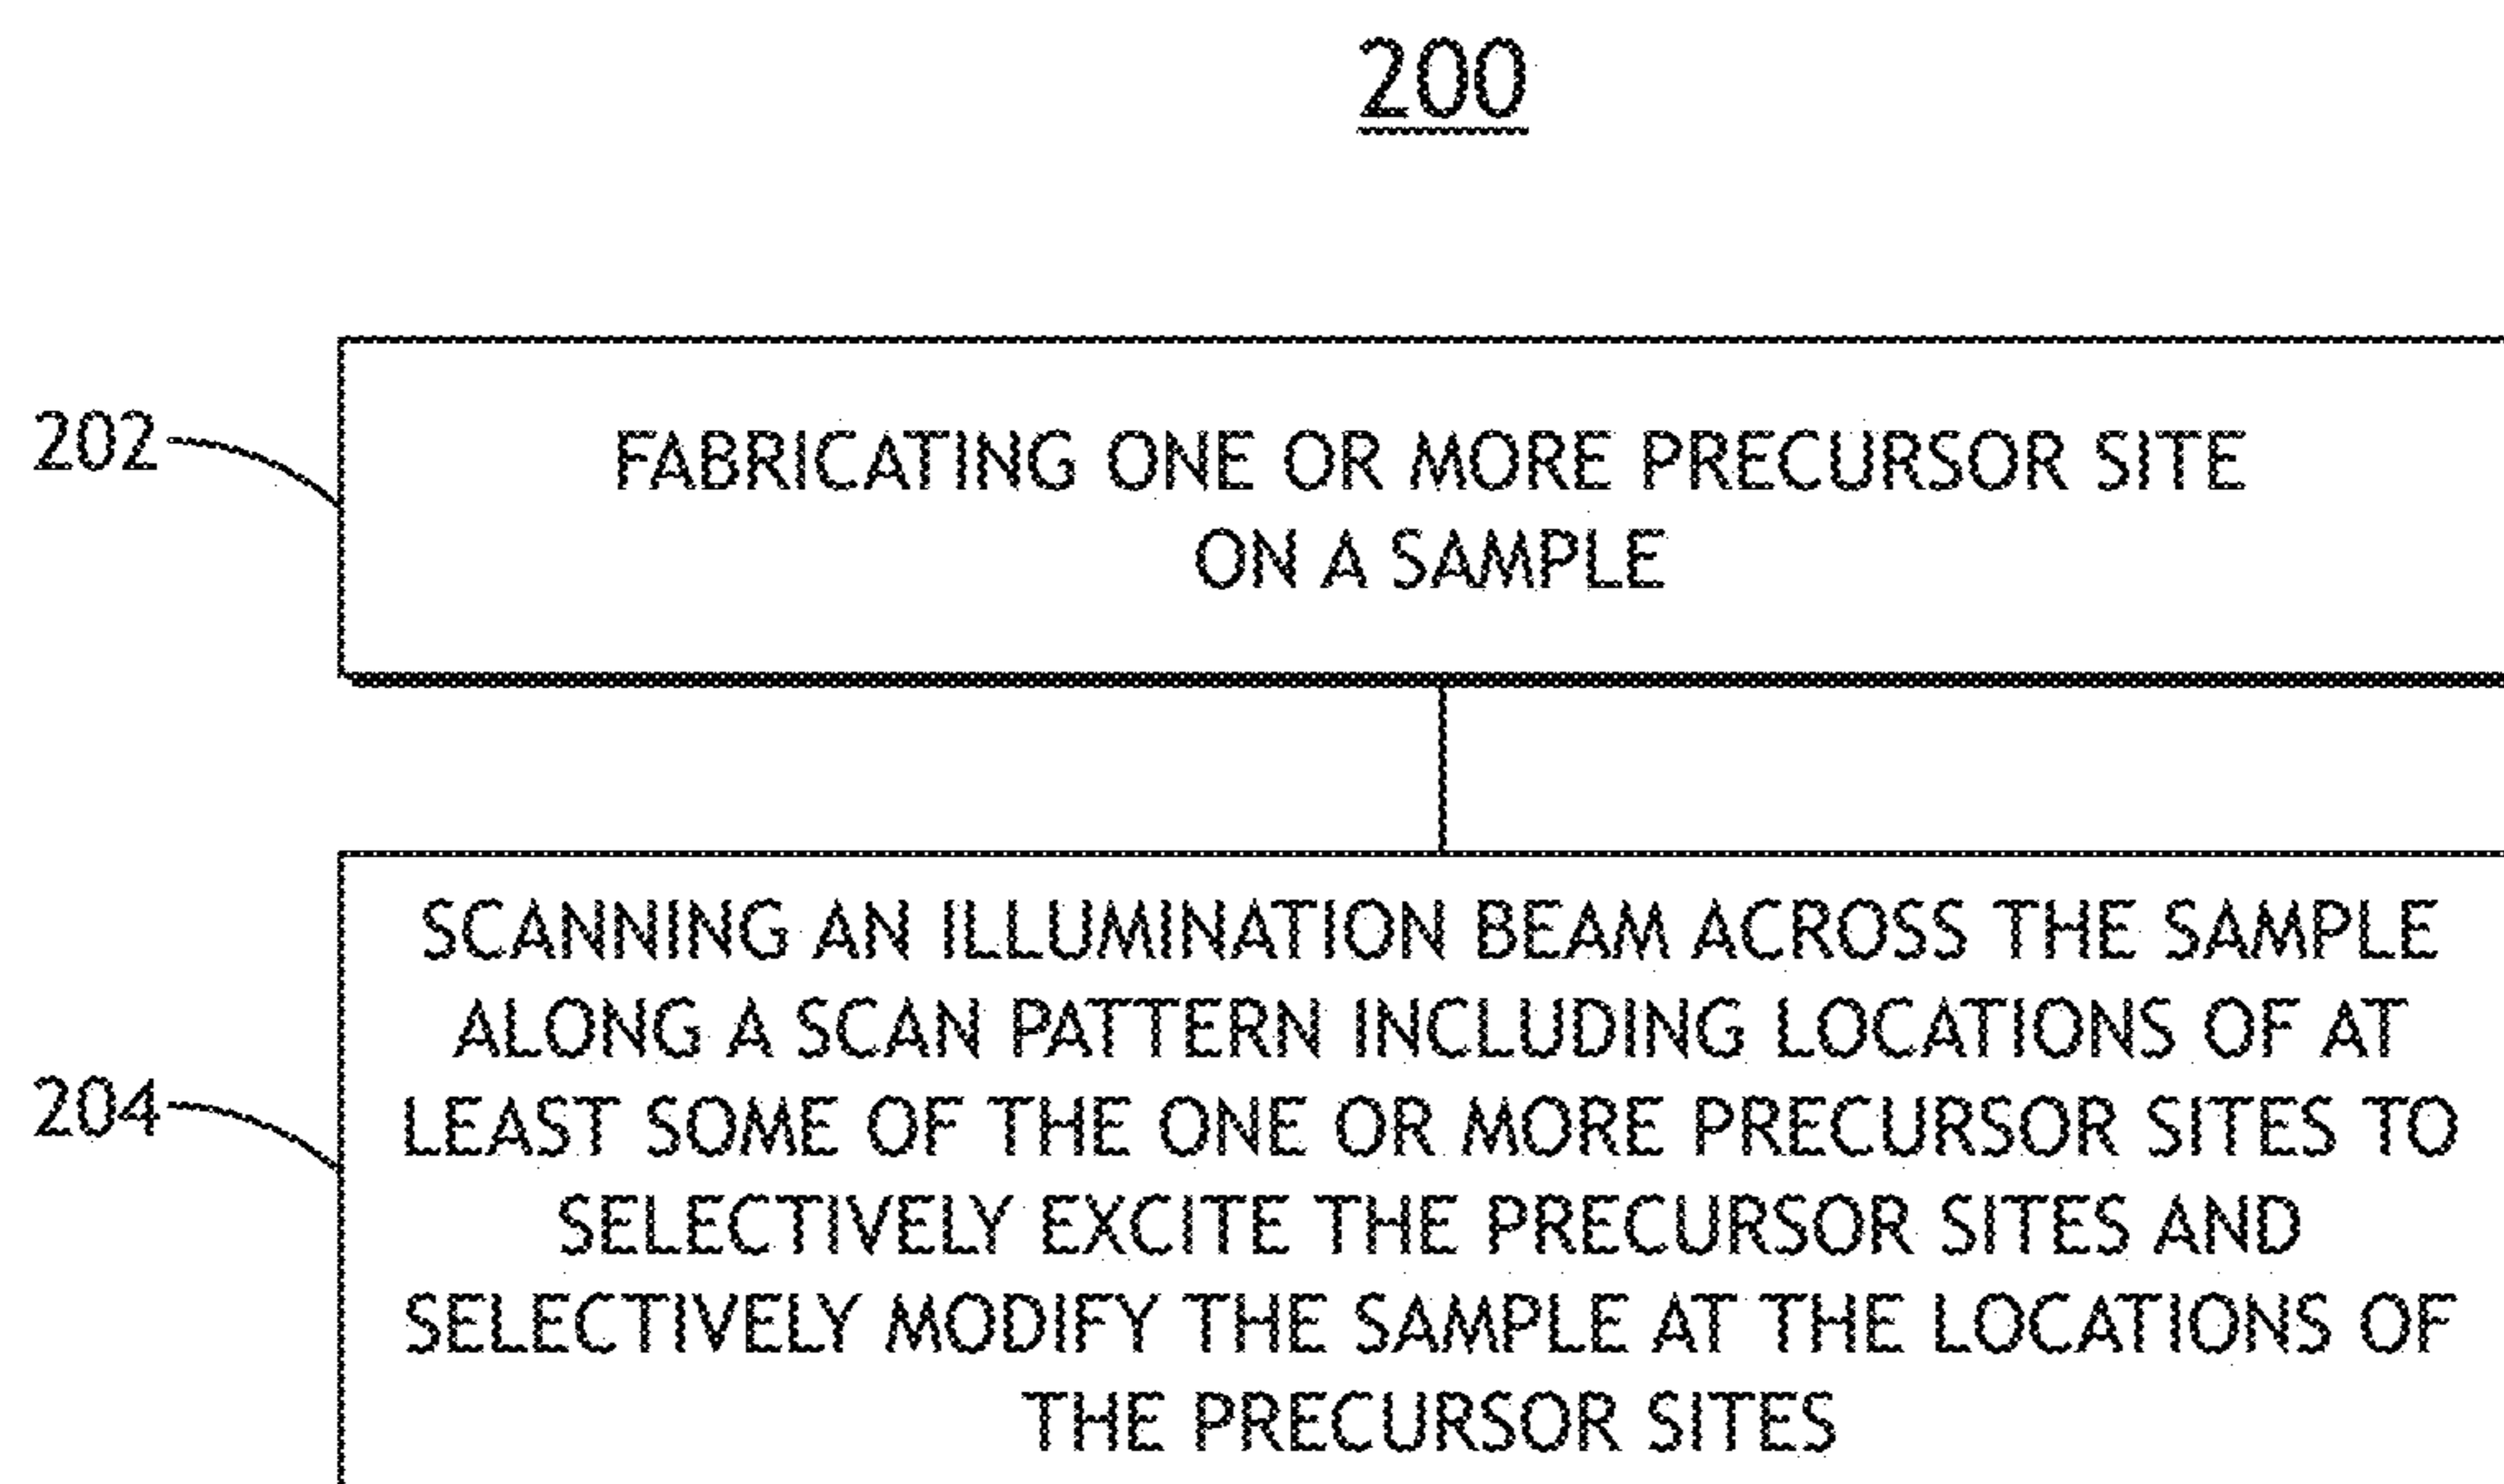 200
202
FABRICATING ONE OR MORE PRECURSOR SITE
ON A SAMPLE
SCANNING AN ILLUMINATION BEAM ACROSS THE SAMPLE
ALONG A SCAN PATTERN INCLUDING LOCATIONS OF AT
204
LEAST SOME OF THE ONE OR MORE PRECURSOR SITES TO
SELECTIVELY EXCITE THE PRECURSOR SITES AND
SELECTIVELY MODIFY THE SAMPLE AT THE LOCATIONS OF
THE PRECURSOR SITES